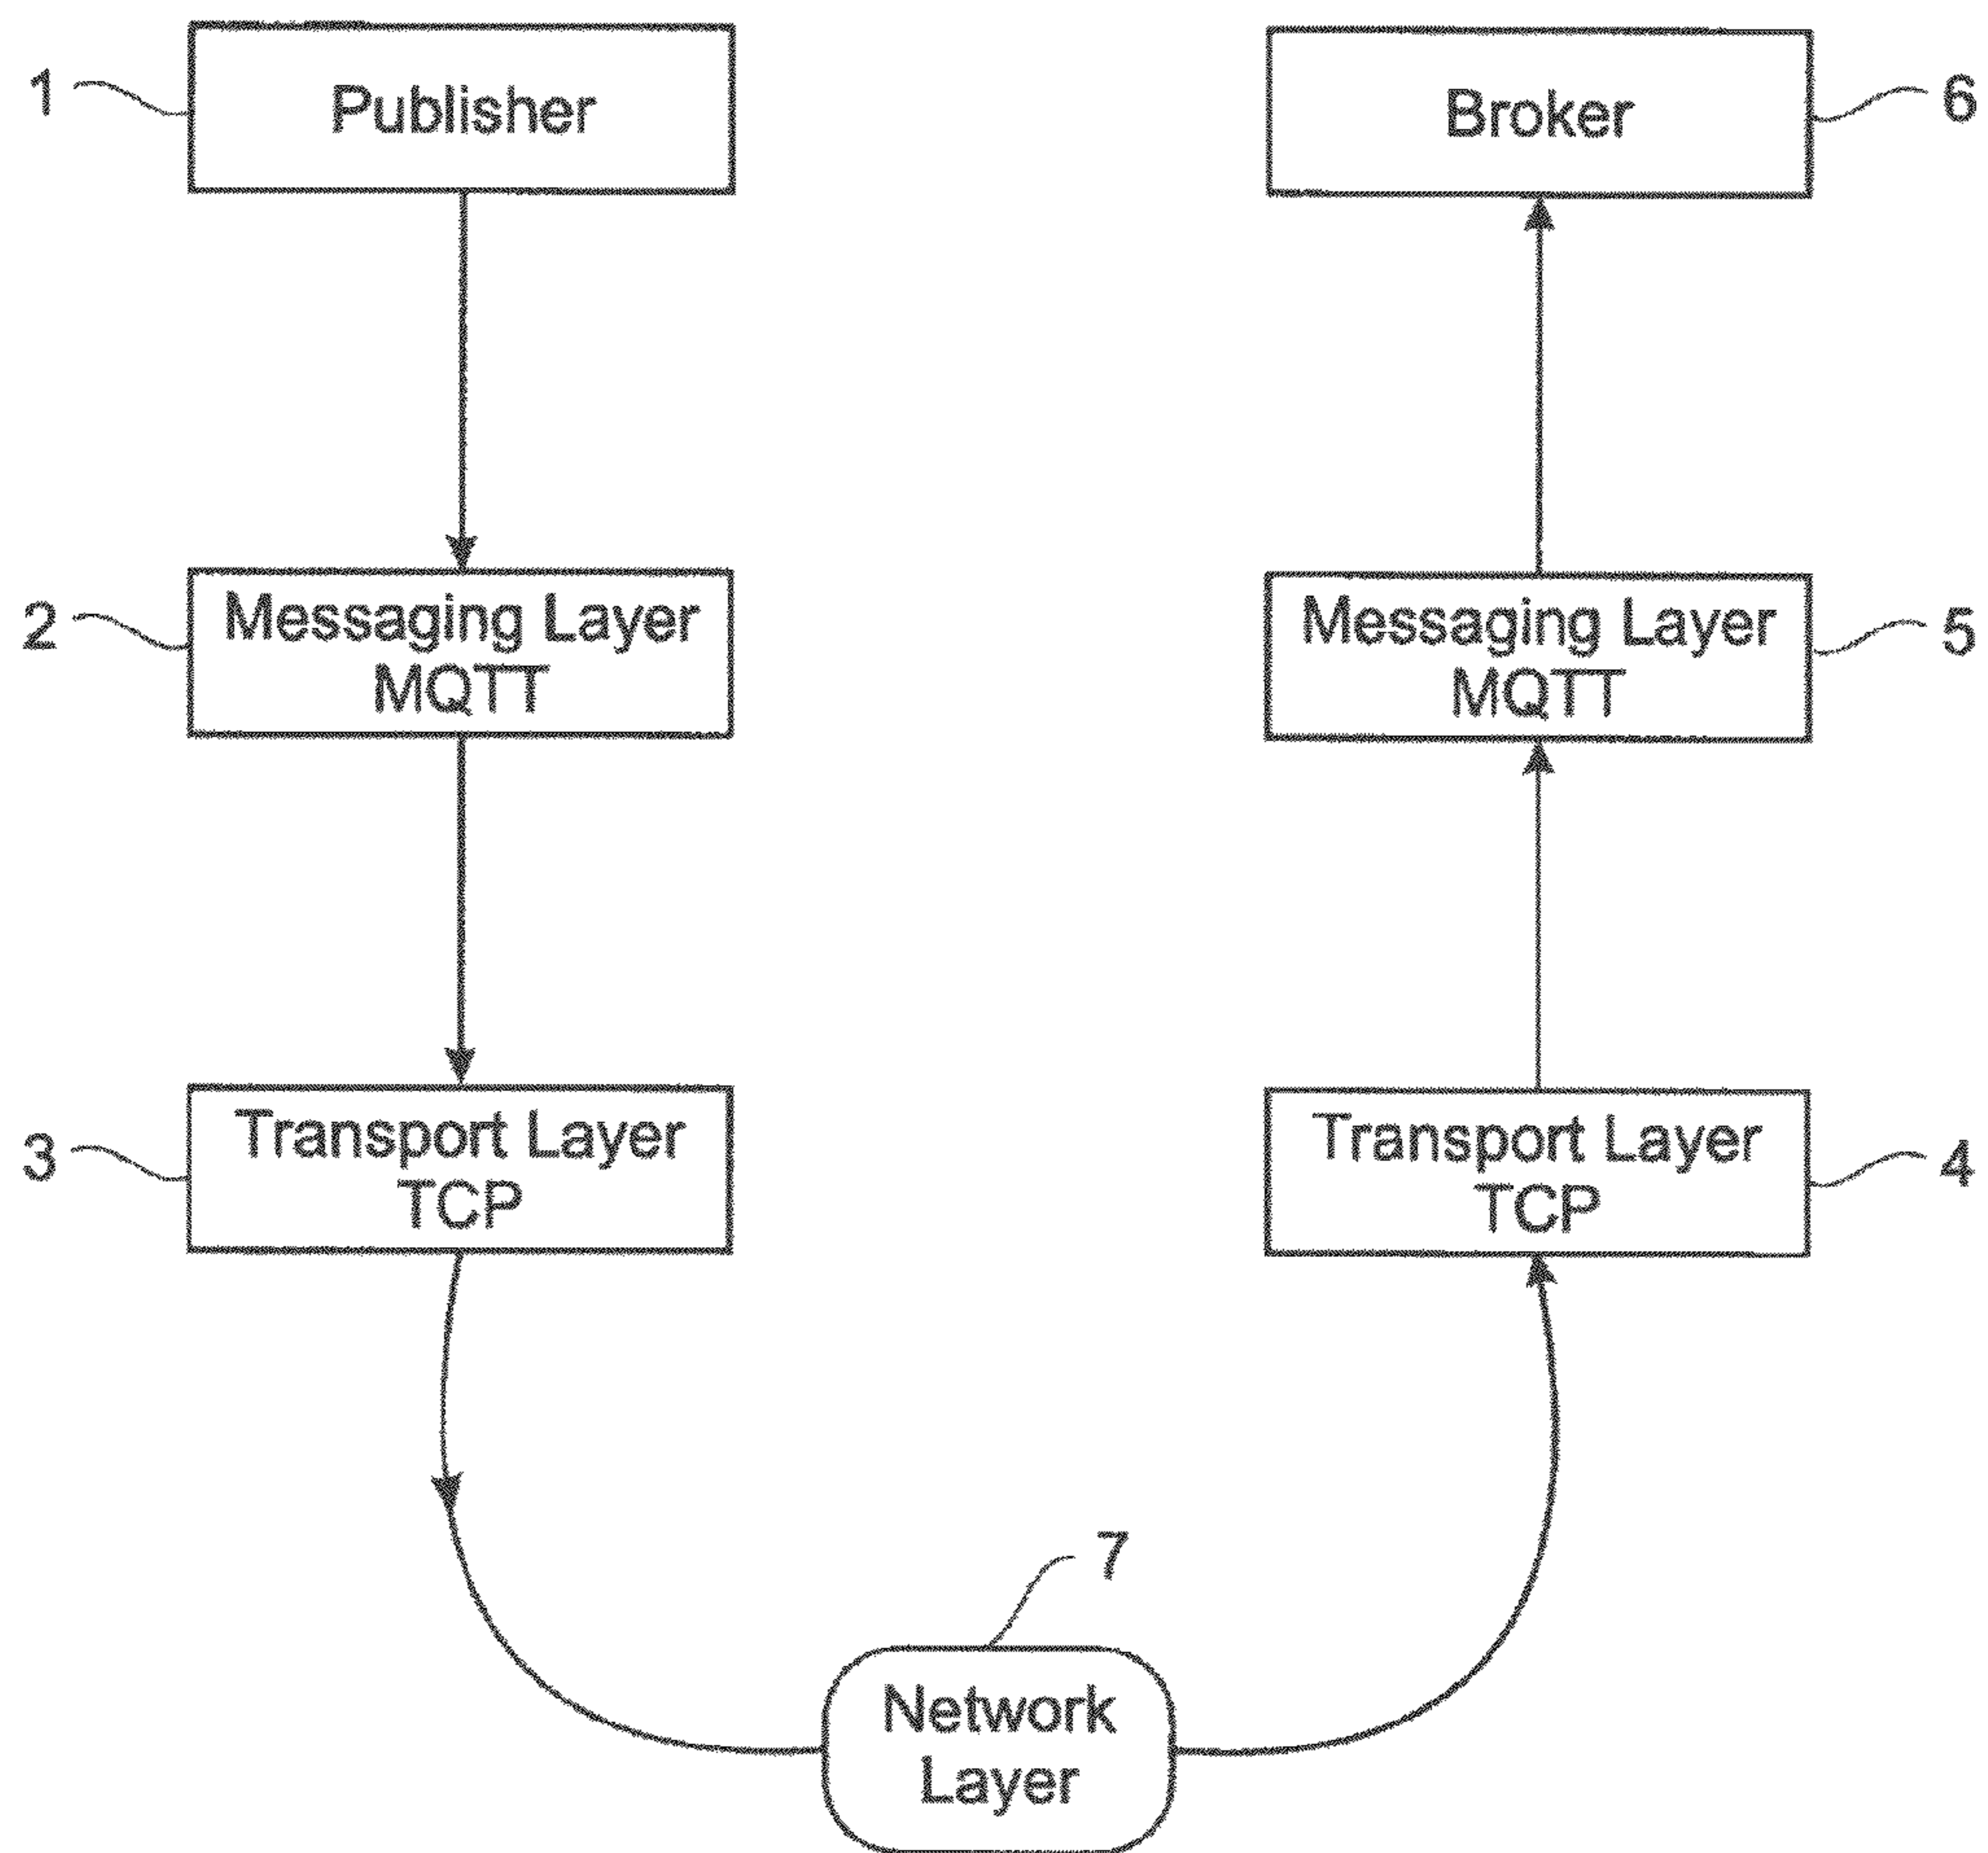 1
Publisher
Broker
6
2
Messaging Layer
MQTT
Messaging Layer
MQTT
5
3
Transport Layer
TCP
Transport Layer
TCP
4
7
Network
Layer